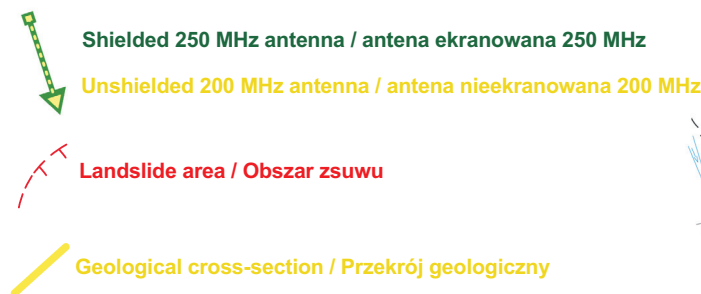 Shielded 250 MHz antenna / antena ekranowana 250 MHz
Unshielded 200 MHz antenna / antena nieekranowana 200 MHz
Landslide area / Obszar zsuwu
Geological cross-section / Przekrój geologiczny